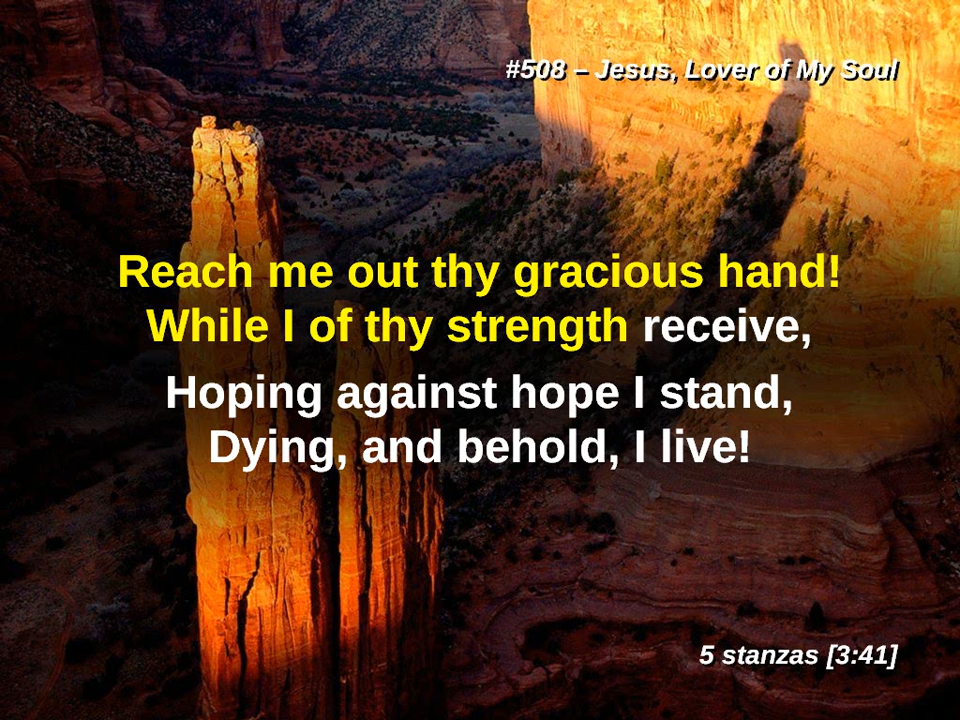 #508 – Jesus, Lover of My Soul
Reach me out thy gracious hand!
While I of thy strength receive,
Hoping against hope I stand,
Dying, and behold, I live!
5 stanzas [3:41]